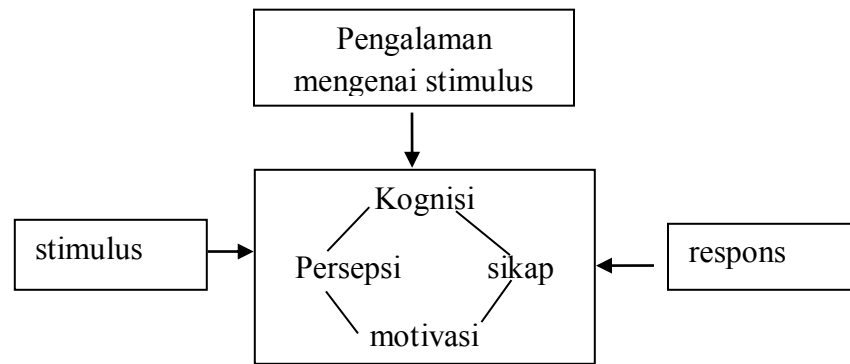 Pengalaman
mengenai stimulus
Kognisi
stimulus
Persepsi
sikap
respons
motivasi